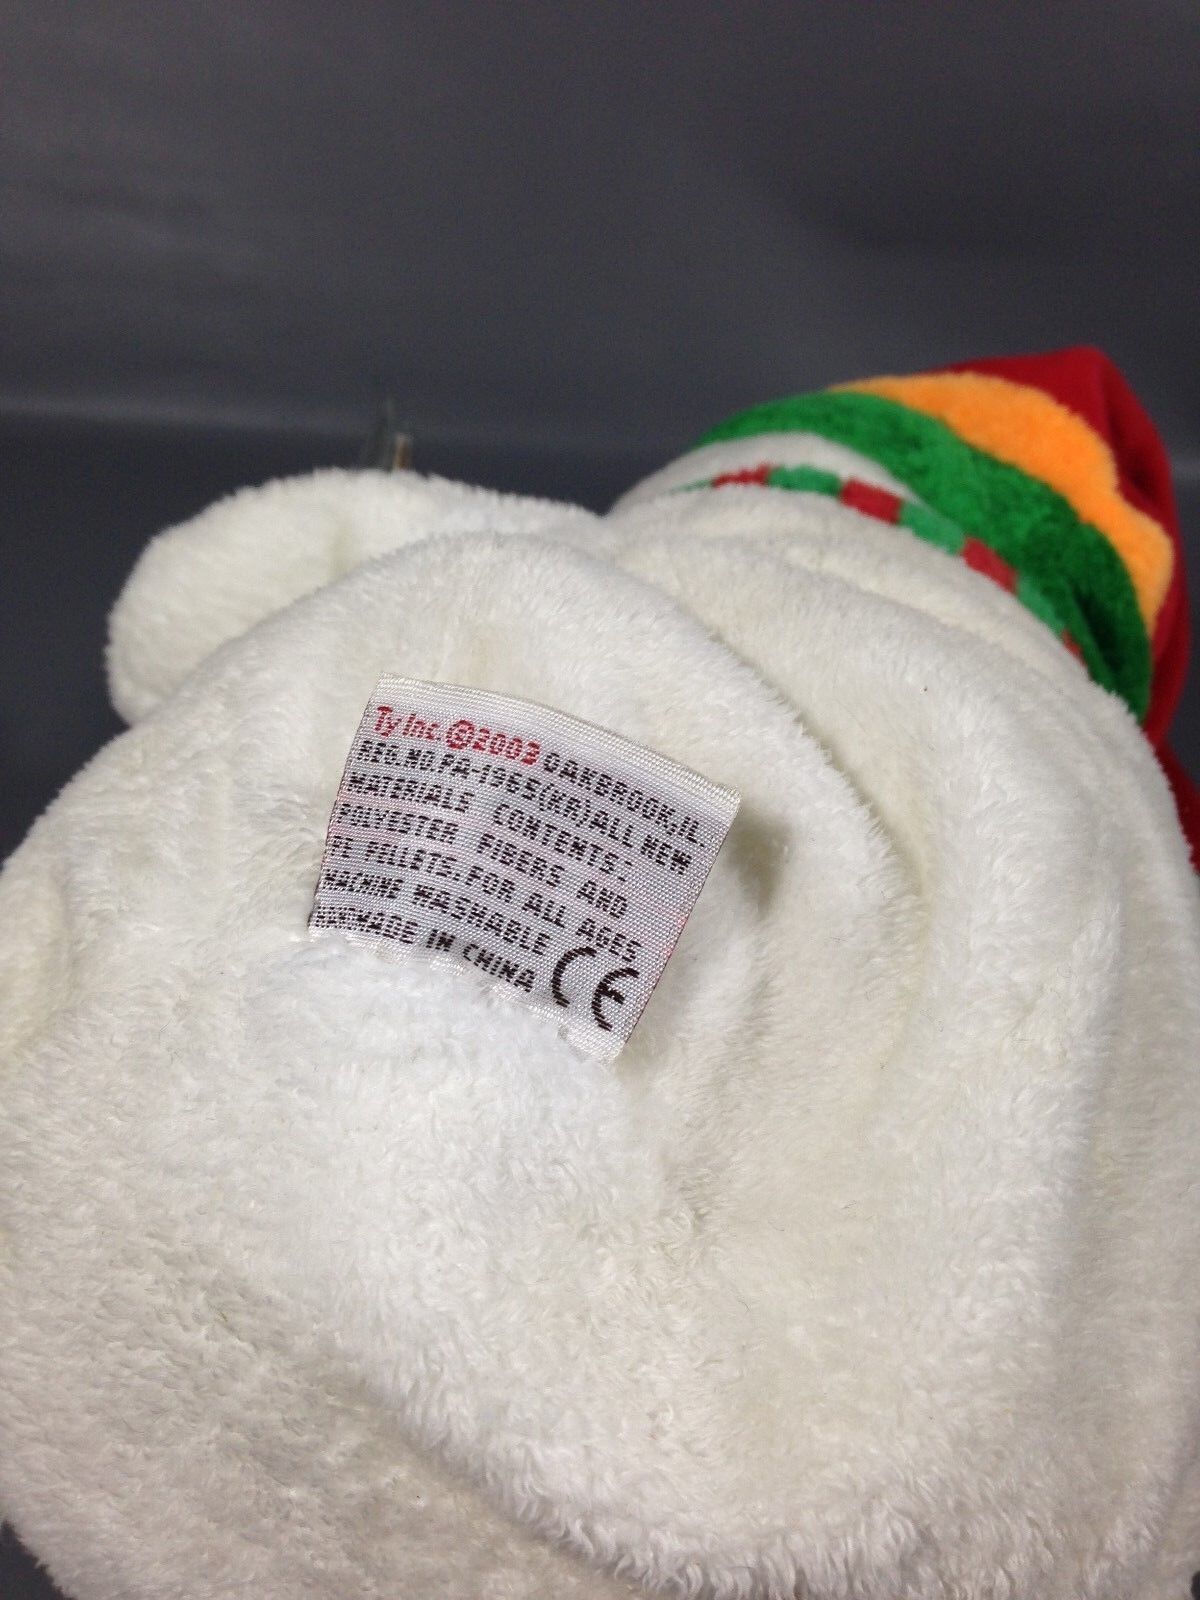 Ty Inc ©2003 OAKBROOK, IL.
REG.NO.PA-1965(KR) ALL NEW
MATERIALS CONTENTS:
POLYESTER FIBERS AND
PE PELLETS. FOR ALL AGES
MACHINE WASHABLE
MADE IN CHINA CE